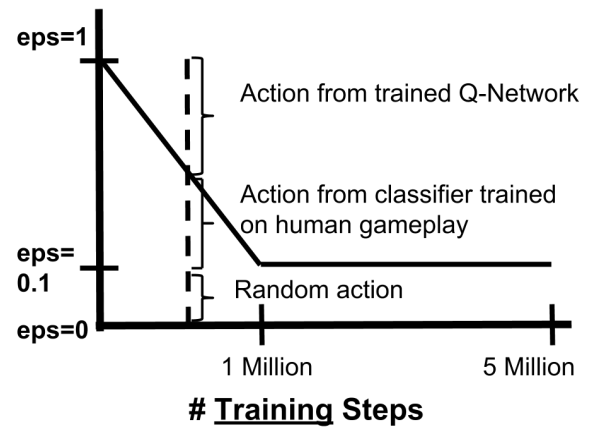 eps=1
Action from trained Q-Network
Action from classifier trained
on human gameplay
eps=
0.1
Random action
eps=0
1 Million
5 Million
# Training Steps